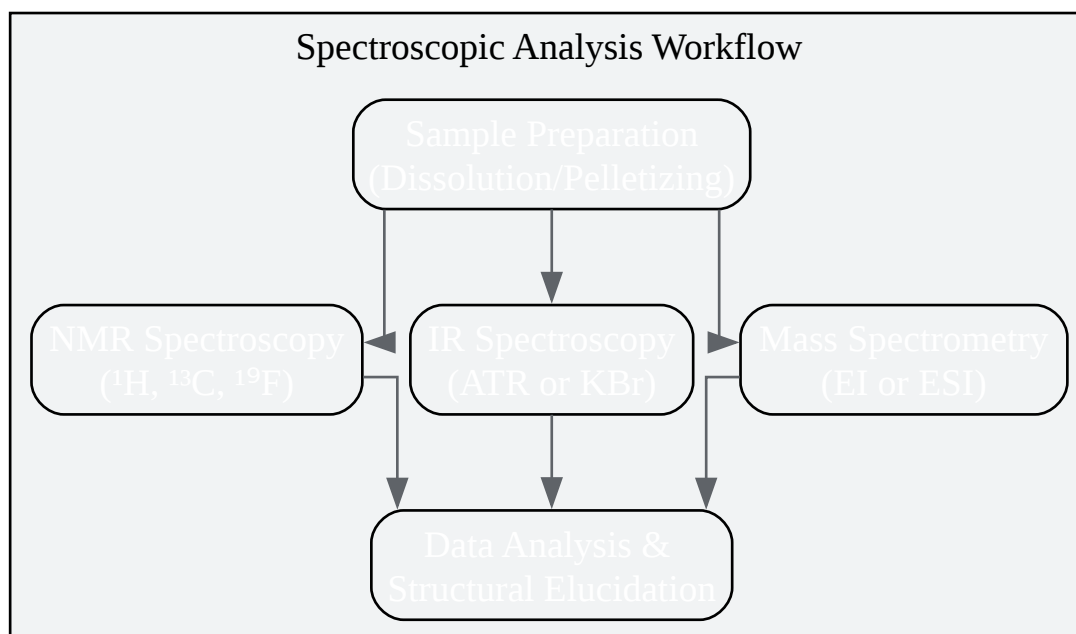 Spectroscopic Analysis Workflow
Sample Preparation
(Dissolution/Pelletizing)
NMR Spectroscopy
(¹H, ¹³C, ¹⁹F)
IR Spectroscopy
(ATR or KBr)
Mass Spectrometry
(EI or ESI)
Data Analysis &
Structural Elucidation